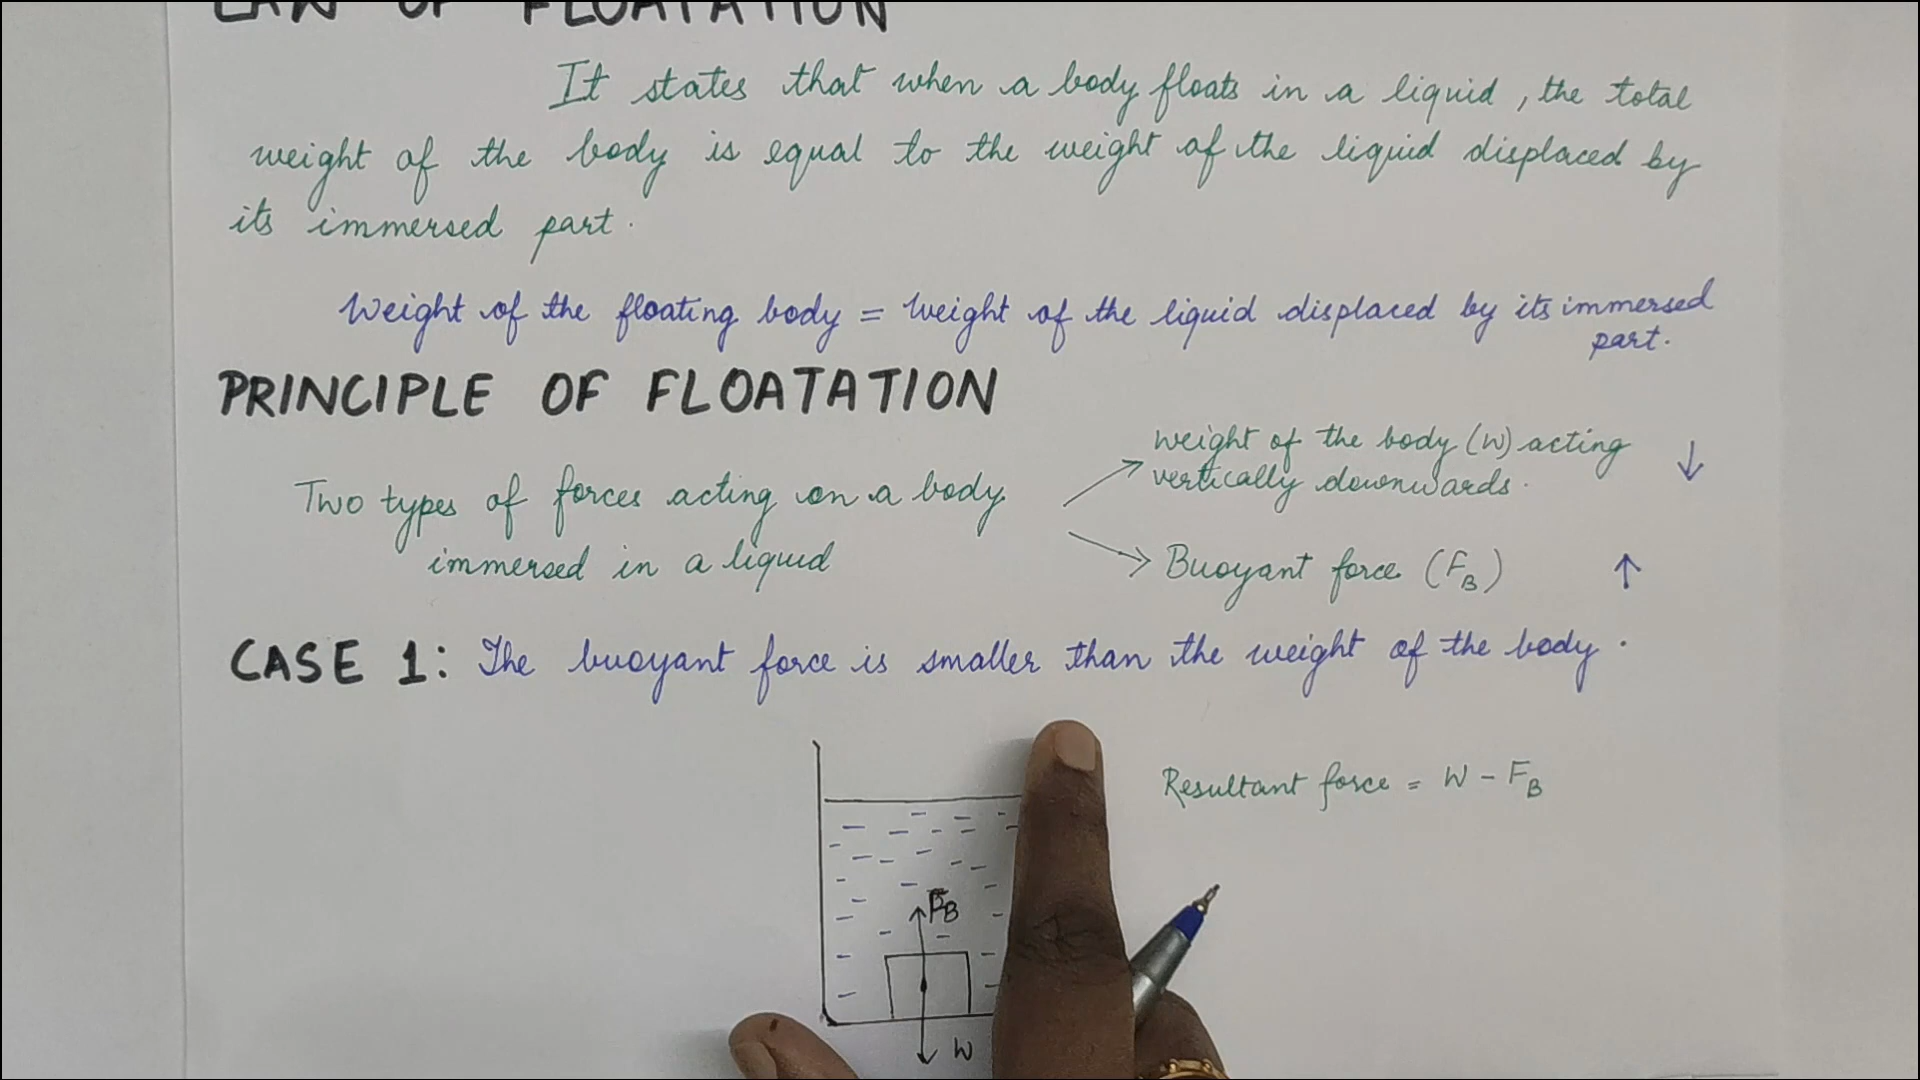 LAW OF FLOATATION
It states that when a body floats in a liquid, the total
weight of the body is equal to the weight of the liquid displaced by
its immersed part.
Weight of the floating body = weight of the liquid displaced by its immersed
part.
PRINCIPLE OF FLOATATION
weight of the body (W) acting ↓
vertically downwards.
Two types of forces acting on a body
immersed in a liquid
Buoyant force (FB) ↑
CASE 1: The buoyant force is smaller than the weight of the body.
Resultant force = W - FB
FB
W